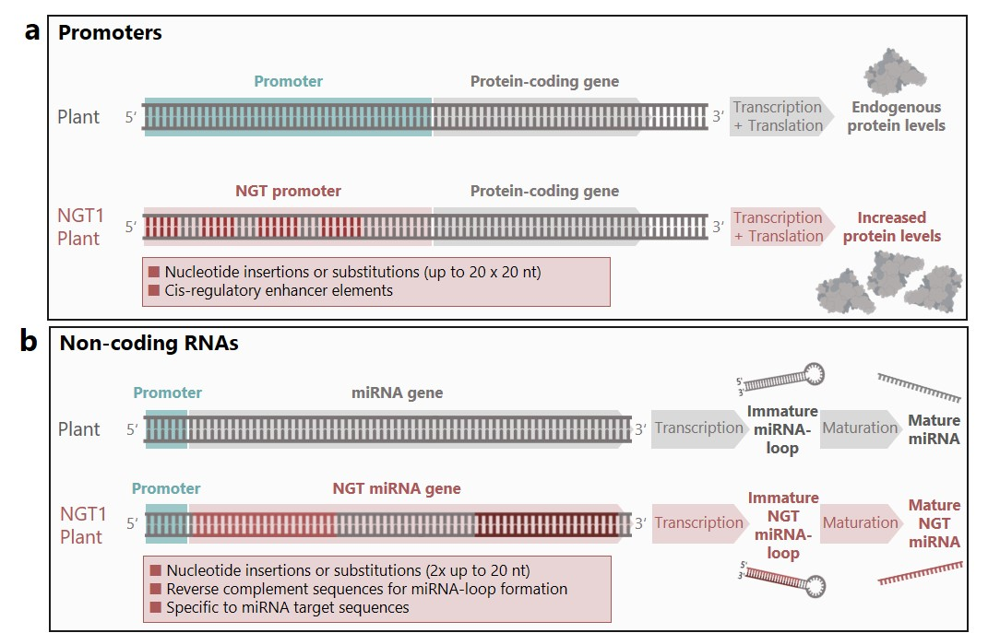 a Promoters
Promoter
Protein-coding gene
Plant
5′
3′
Transcription
+ Translation
Endogenous
protein levels
NGT promoter
Protein-coding gene
NGT1
Plant
5′
3′
Transcription
+ Translation
Increased
protein levels
Nucleotide insertions or substitutions (up to 20 x 20 nt)
Cis-regulatory enhancer elements
b Non-coding RNAs
Promoter
miRNA gene
Plant
5′
3′
Transcription
5′
3′
Immature
miRNA-
loop
Maturation
Mature
miRNA
Promoter
NGT miRNA gene
NGT1
Plant
5′
3′
Transcription
Immature
NGT
miRNA-
loop
5′
3′
Maturation
Mature
NGT
miRNA
Nucleotide insertions or substitutions (2x up to 20 nt)
Reverse complement sequences for miRNA-loop formation
Specific to miRNA target sequences